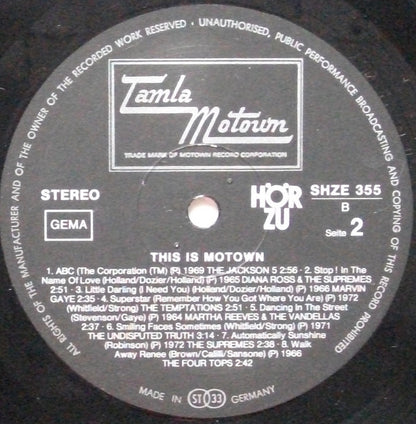 ALL RIGHTS OF THE MANUFACTURER AND OF THE OWNER OF THE RECORDED WORK RESERVED · UNAUTHORISED, PUBLIC PERFORMANCE BROADCASTING AND COPYING OF THIS RECORD PROHIBITED
Tamla
Motown
TRADE MARK OF MOTOWN RECORD CORPORATION
STEREO
GEMA
HÖR
ZU
SHZE 355
B
Seite 2
THIS IS MOTOWN
1. ABC (The Corporation (TM) (R) 1969 THE JACKSON 5 2:56 · 2. Stop! In The
Name Of Love (Holland/Dozier/Holland) (P) 1965 DIANA ROSS & THE SUPREMES
2:51 · 3. Little Darling (I Need You) (Holland/Dozier/Holland) (P) 1966 MARVIN
GAYE 2:35 · 4. Superstar (Remember How You Got Where You Are) (P) 1972
(Whitfield/Strong) THE TEMPTATIONS 2:51 · 5. Dancing In The Street
(Stevenson/Gaye) (P) 1964 MARTHA REEVES & THE VANDELLAS
2:37 · 6. Smiling Faces Sometimes (Whitfield/Strong) (P) 1971
THE UNDISPUTED TRUTH 3:14 · 7. Automatically Sunshine
(Robinson) (P) 1972 THE SUPREMES 2:38 · 8. Walk
Away Renee (Brown/Calilli/Sansone) (P) 1966
THE FOUR TOPS 2:42
MADE IN ST 33 GERMANY